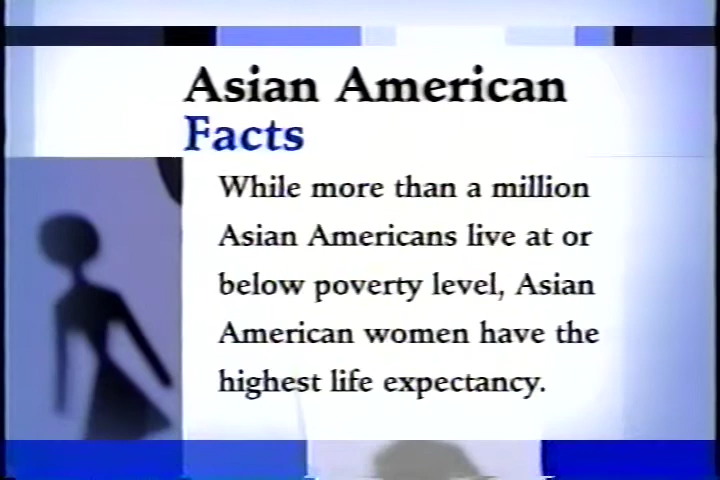 Asian American
Facts
While more than a million
Asian Americans live at or
below poverty level, Asian
American women have the
highest life expectancy.